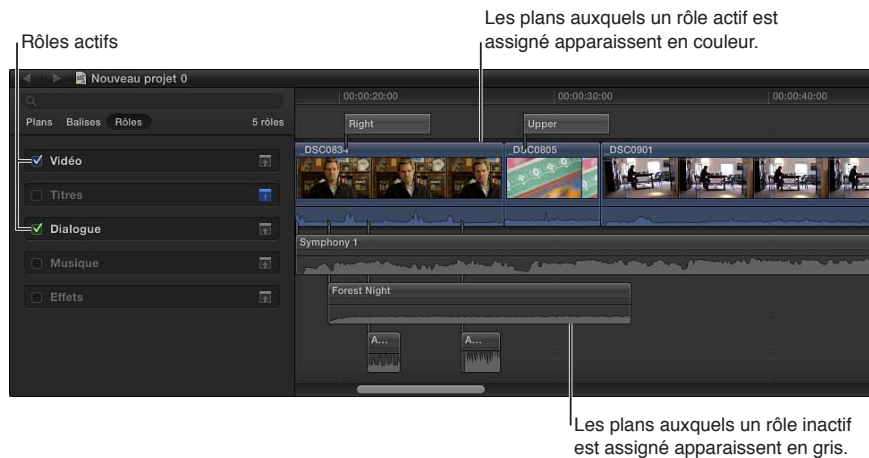 Les plans auxquels un rôle actif est
assigné apparaissent en couleur.
Rôles actifs
Nouveau projet 0
00:00:20:00
00:00:30:00
00:00:40:00
Plans Balises Rôles 5 rôles
Right
Upper
_DSC0834
_DSC0805
_DSC0901
Vidéo
Titres
Dialogue
Musique
Effets
Symphony 1
Forest Night
A...
A...
Les plans auxquels un rôle inactif
est assigné apparaissent en gris.